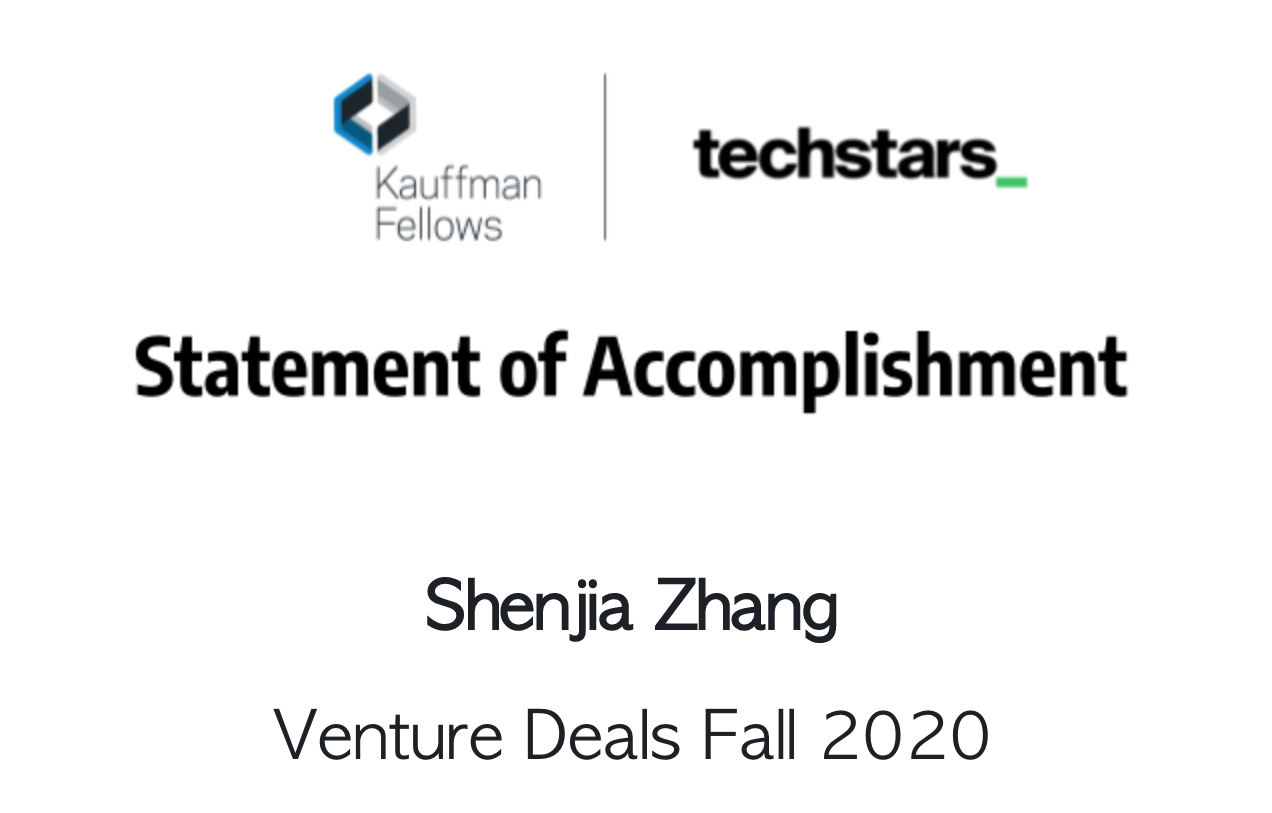 Kauffman
Fellows
techstars_
Statement of Accomplishment
Shenjia Zhang
Venture Deals Fall 2020